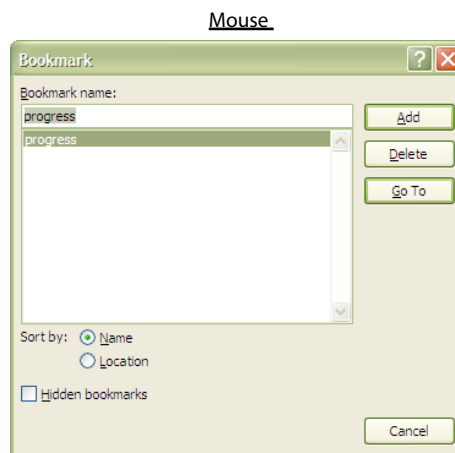 Mouse
Bookmark
Bookmark name:
progress
Add
progress
Delete
Go To
Sort by: Name
Location
Hidden bookmarks
Cancel